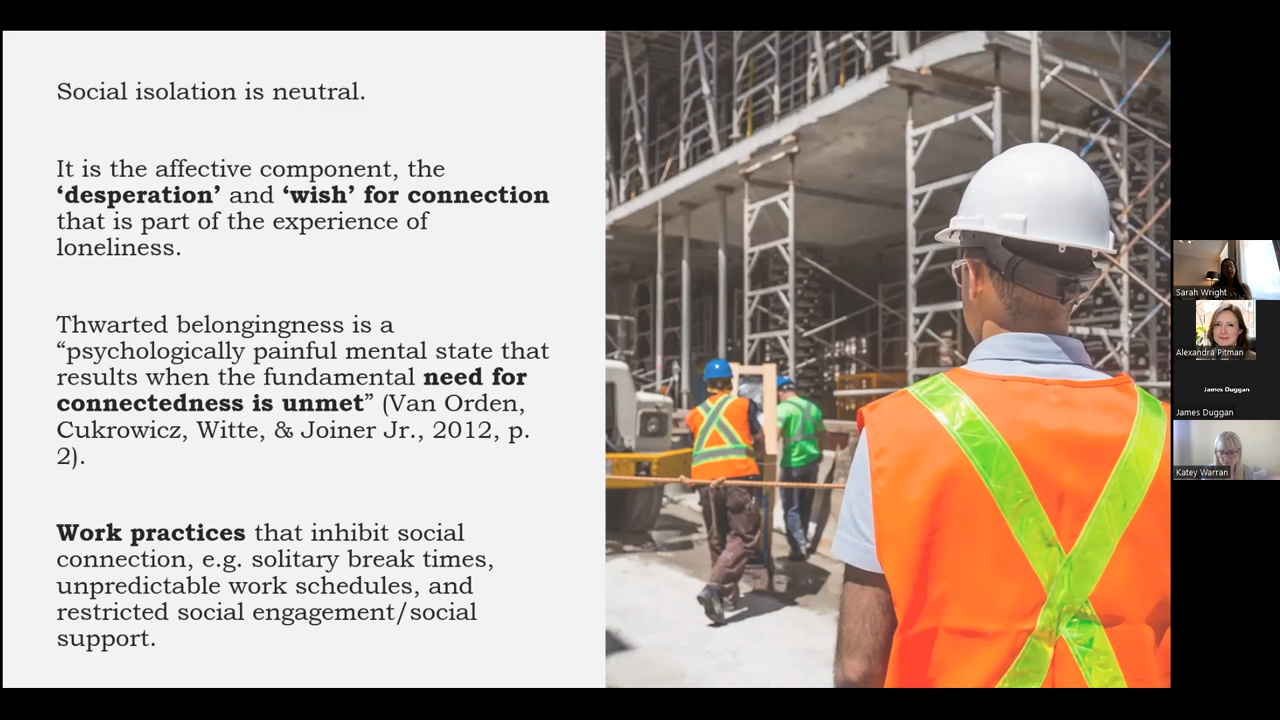 Social isolation is neutral.
It is the affective component, the
‘desperation’ and ‘wish’ for connection
that is part of the experience of
loneliness.
Thwarted belongingness is a
“psychologically painful mental state that
results when the fundamental need for
connectedness is unmet” (Van Orden,
Cukrowicz, Witte, & Joiner Jr., 2012, p.
2).
Work practices that inhibit social
connection, e.g. solitary break times,
unpredictable work schedules, and
restricted social engagement/social
support.
Sarah Wright
Alexandra Pitman
James Duggan
James Duggan
Katey Warran